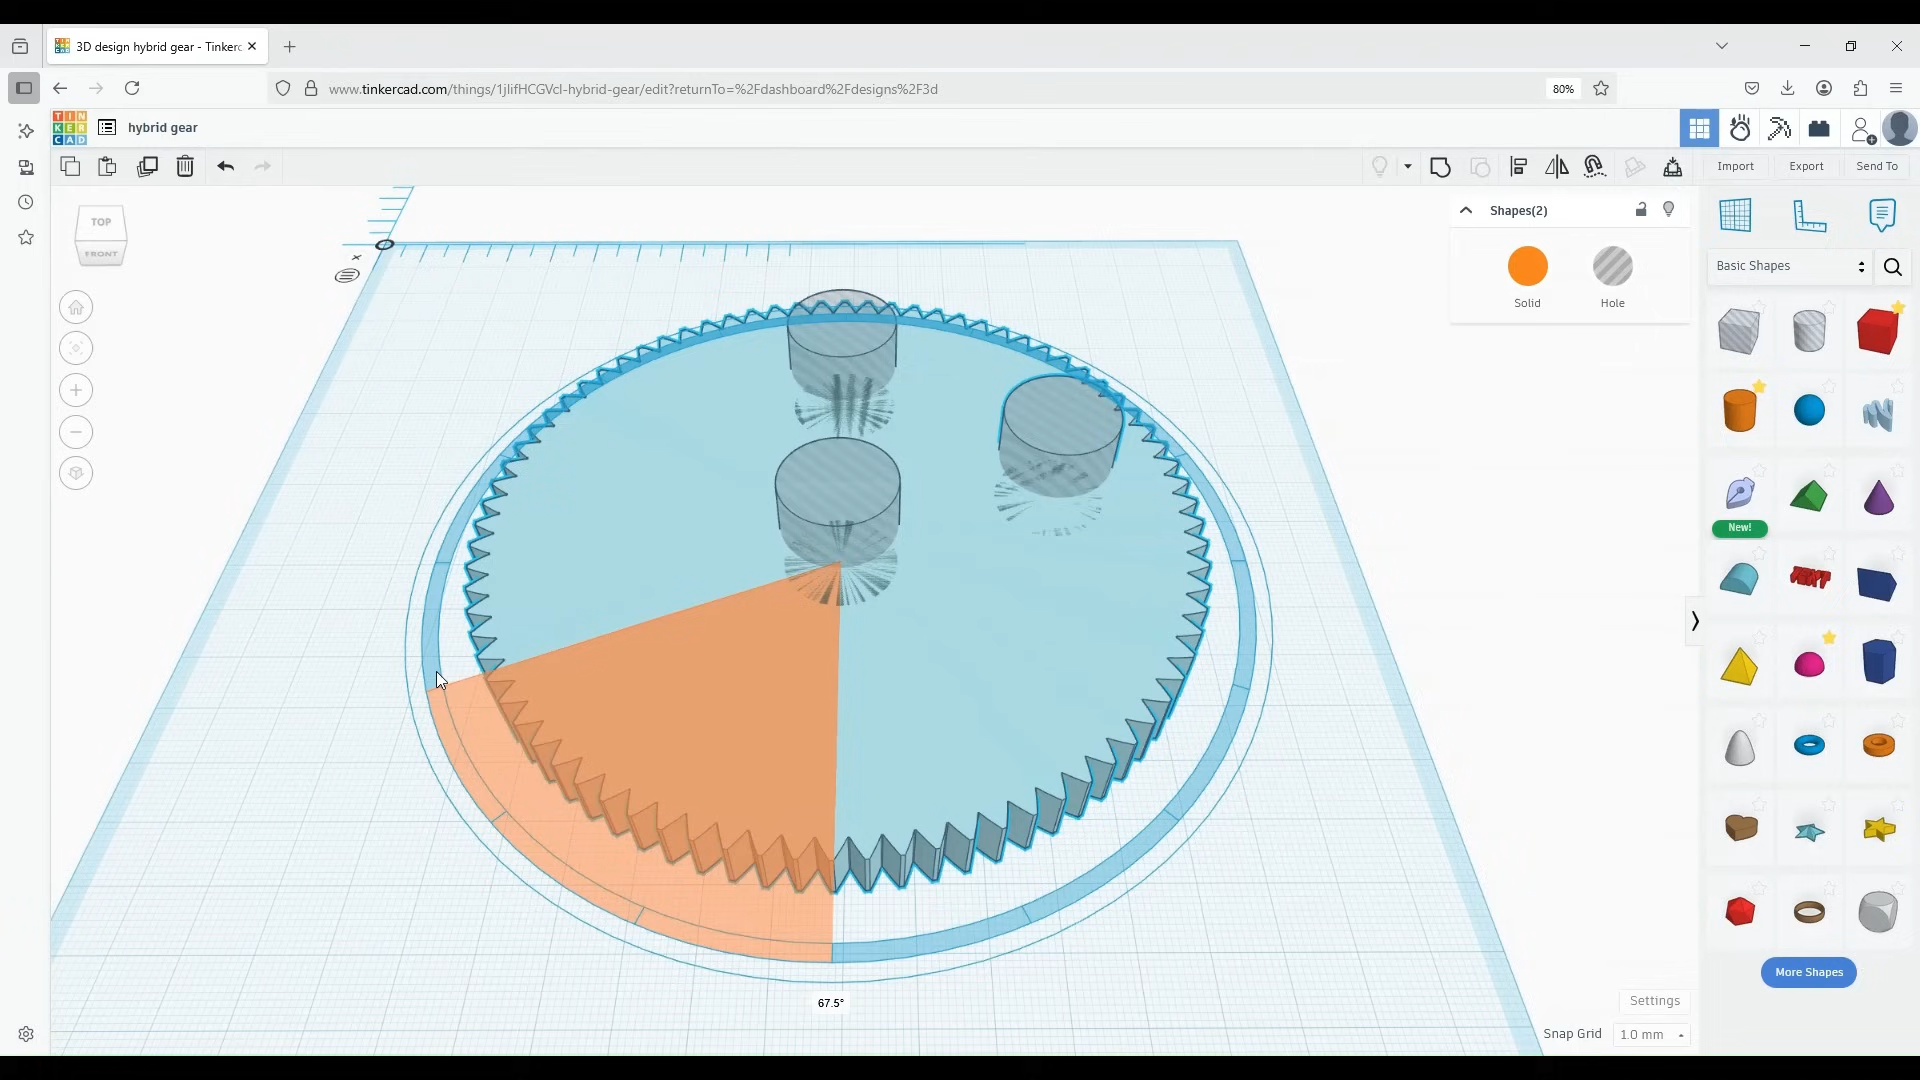 3D design hybrid gear - Tinkerc
www.tinkercad.com/things/1jlifHCGVcl-hybrid-gear/edit?returnTo=%2Fdashboard%2Fdesigns%2F3d
80%
TIN
KER
CAD
hybrid gear
Import
Export
Send To
TOP
FRONT
Shapes(2)
Solid
Hole
Basic Shapes
New!
TEXT
More Shapes
67.5°
Settings
Snap Grid
1.0 mm